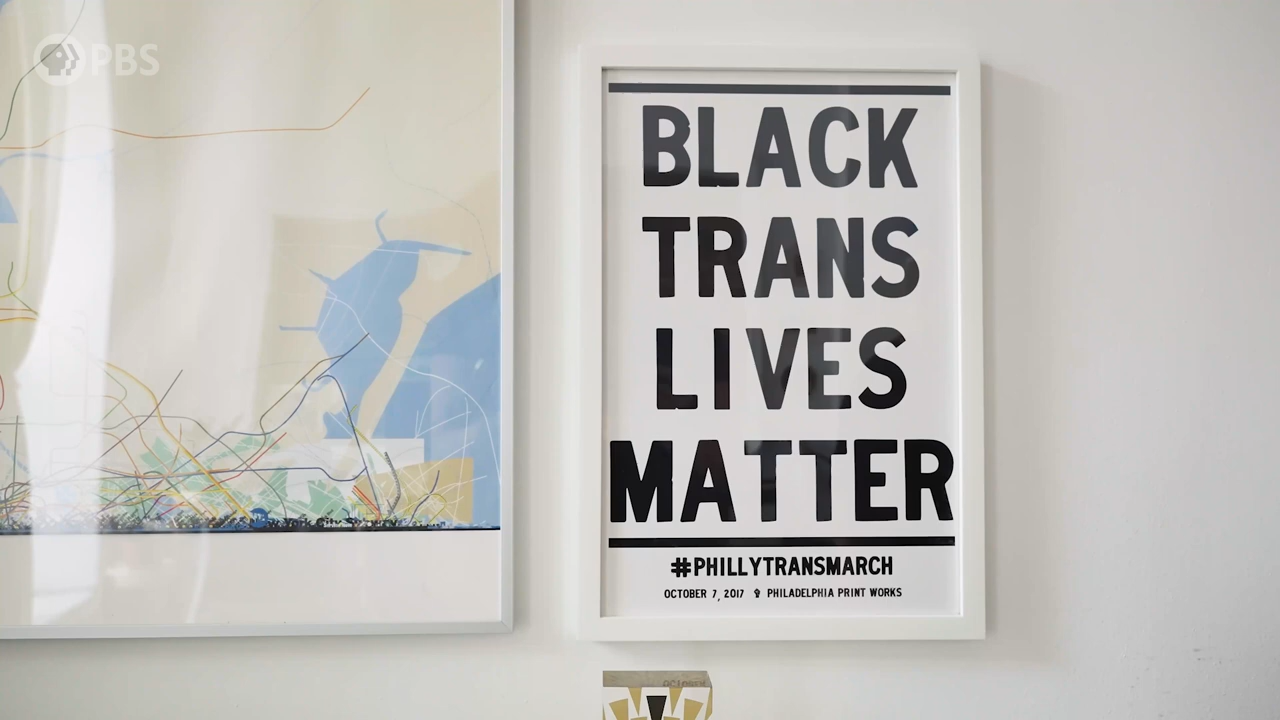 PBS
BLACK
TRANS
LIVES
MATTER
#PHILLYTRANSMARCH
OCTOBER 7, 2017 PHILADELPHIA PRINT WORKS